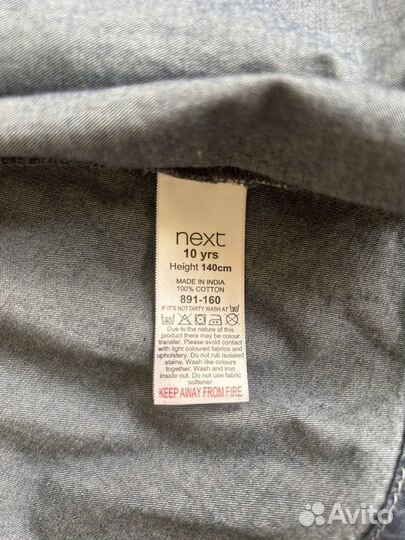 next
10 yrs
Height 140cm
MADE IN INDIA
100% COTTON
891-160
IF IT'S NOT DIRTY WASH AT 30°
Due to the nature of this
product there may be colour
transfer. Please avoid contact
with light coloured fabrics and
upholstery. Do not rub isolated
stains. Wash like colours
together. Wash and iron
inside out. Do not use fabric
softener.
KEEP AWAY FROM FIRE
Avito